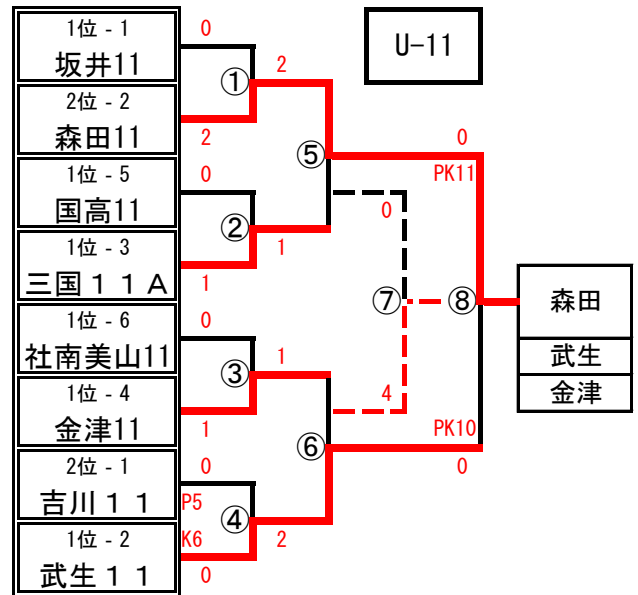 U-11
1位 - 1
坂井11
0
2位 - 2
森田11
2
①
2
1位 - 5
国高11
0
1位 - 3
三国１１Ａ
1
②
1
⑤
0
PK11
0
1位 - 6
社南美山11
0
1位 - 4
金津11
1
③
1
⑦
4
2位 - 1
吉川１１
0
P5
1位 - 2
武生１１
K6
0
④
2
⑥
PK10
0
⑧
森田
武生
金津